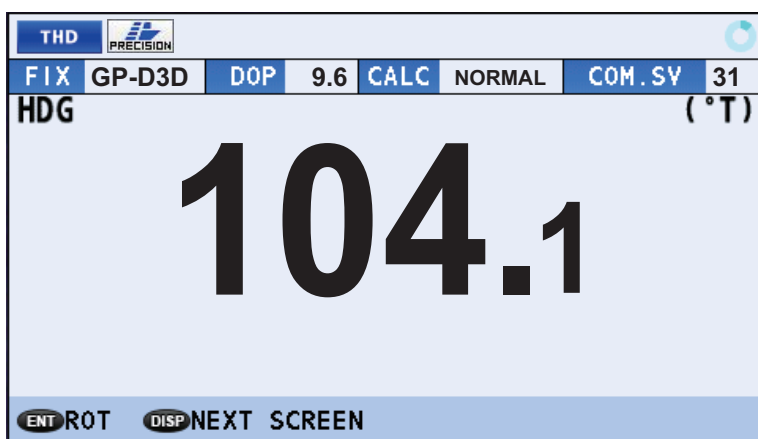 THD PRECISION
FIX GP-D3D DOP 9.6 CALC NORMAL COM.SV 31
HDG (°T)
104.1
ENT ROT DISP NEXT SCREEN